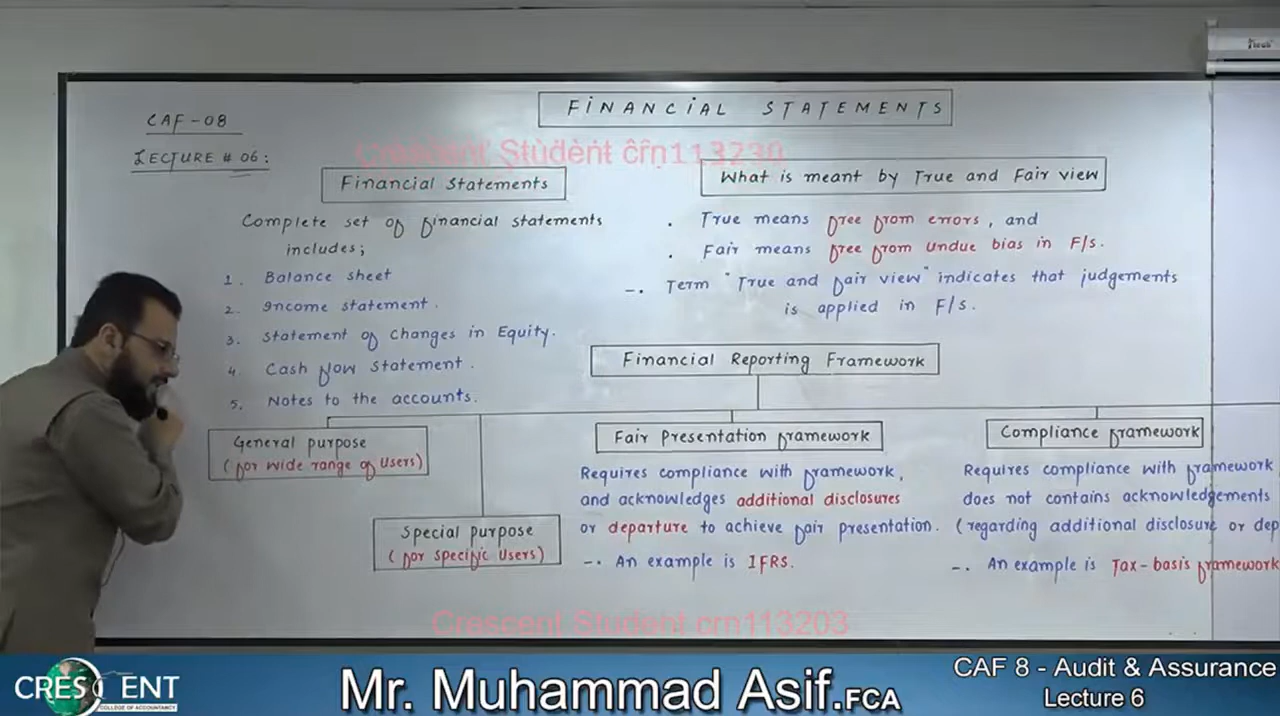 FINANCIAL STATEMENTS
CAF-08
LECTURE # 06:
Crescent Student crn113230
Financial Statements
Complete set of financial statements
includes;
1. Balance sheet
2. Income statement.
3. Statement of changes in Equity.
4. Cash flow statement.
5. Notes to the accounts.
What is meant by True and Fair view
. True means free from errors, and
. Fair means free from undue bias in F/s.
-. Term "True and fair view" indicates that judgements
is applied in F/s.
Financial Reporting Framework
General purpose
(for wide range of users)
Special purpose
(for specific users)
Fair Presentation framework
Requires compliance with framework,
and acknowledges additional disclosures
or departure to achieve fair presentation.
-. An example is IFRS.
Compliance framework
Requires compliance with framework
does not contains acknowledgements
(regarding additional disclosure or dep
-. An example is Tax-basis framework
Crescent Student crn113203
CRESCENT
COLLEGE OF ACCOUNTANCY
Mr. Muhammad Asif.FCA
CAF 8 - Audit & Assurance
Lecture 6